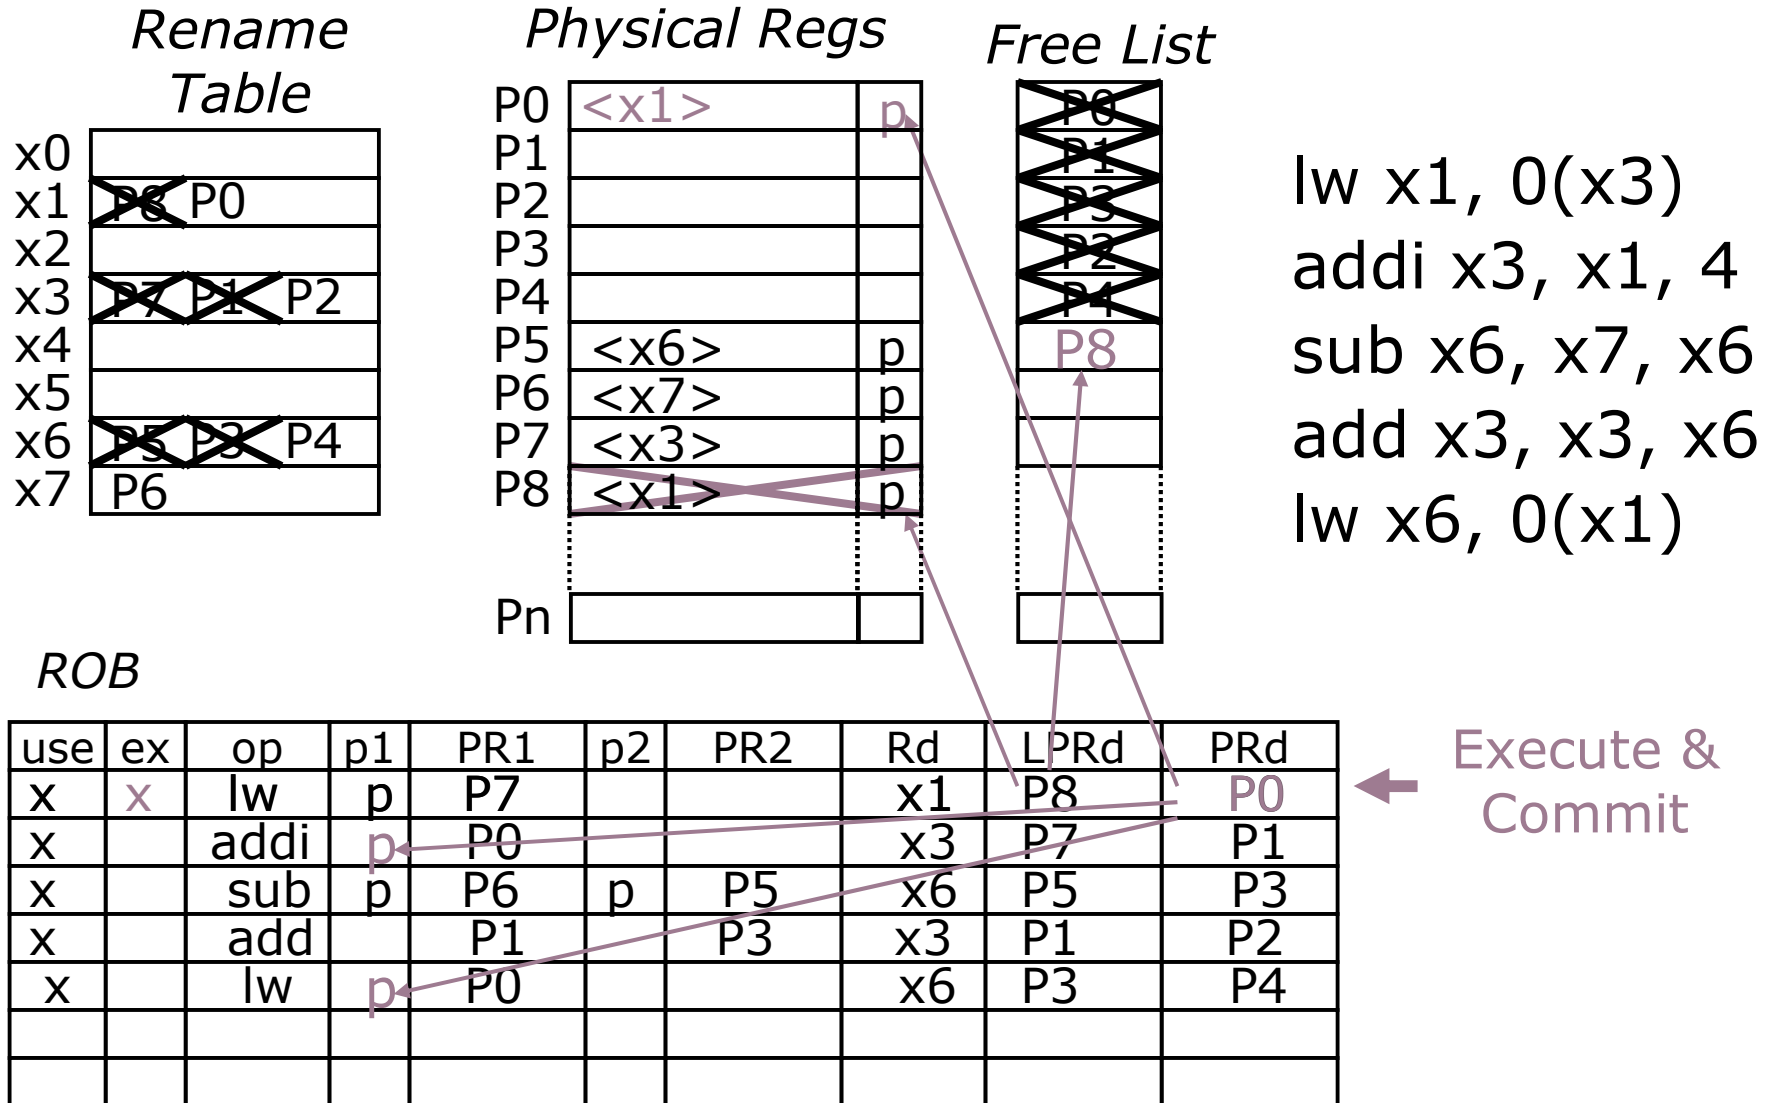 Rename Table
Physical Regs
Free List
x0
x1 P8 P0
x2
x3 P7 P1 P2
x4
x5
x6 P5 P3 P4
x7 P6
P0 <x1> p
P1
P2
P3
P4
P5 <x6> p
P6 <x7> p
P7 <x3> p
P8 <x1> p
Pn
P0
P1
P3
P2
P4
P8
lw x1, 0(x3)
addi x3, x1, 4
sub x6, x7, x6
add x3, x3, x6
lw x6, 0(x1)
ROB
use ex op p1 PR1 p2 PR2 Rd LPRd PRd
x x lw p P7 x1 P8 P0
x addi p P0 x3 P7 P1
x sub p P6 p P5 x6 P5 P3
x add P1 P3 x3 P1 P2
x lw p P0 x6 P3 P4
Execute &
Commit